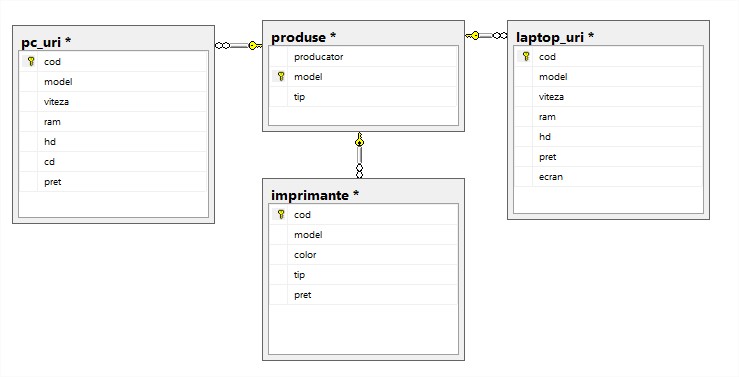 pc_uri *
cod
model
viteza
ram
hd
cd
pret
produse *
producator
model
tip
laptop_uri *
cod
model
viteza
ram
hd
pret
ecran
imprimante *
cod
model
color
tip
pret